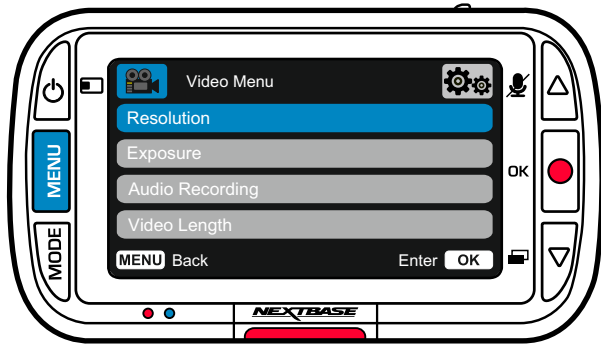 Video Menu
Resolution
Exposure
Audio Recording
Video Length
MENU Back Enter OK
MENU
MODE
OK
NEXTBASE